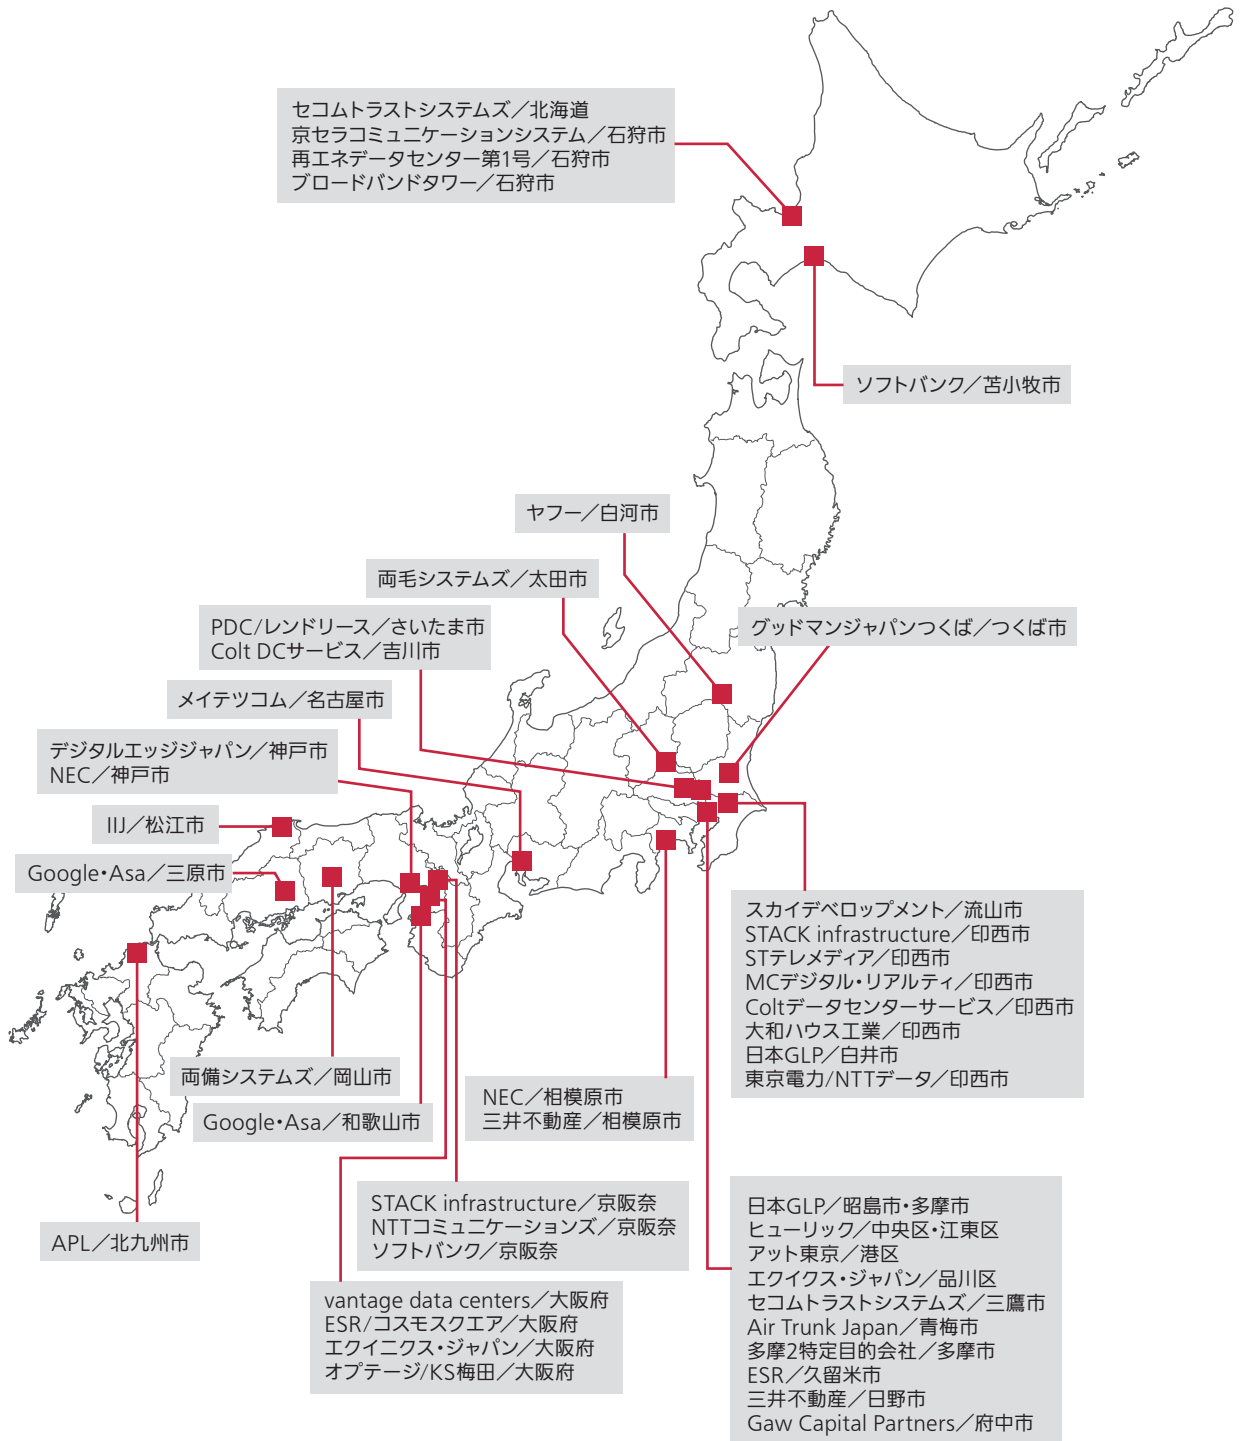 セコムトラストシステムズ／北海道
京セラコミュニケーションシステム／石狩市
再エネデータセンター第1号／石狩市
ブロードバンドタワー／石狩市
ソフトバンク／苫小牧市
ヤフー／白河市
両毛システムズ／太田市
PDC/レンドリース／さいたま市
Colt DCサービス／吉川市
グッドマンジャパンつくば／つくば市
メイテツコム／名古屋市
デジタルエッジジャパン／神戸市
NEC／神戸市
IIJ／松江市
Google・Asa／三原市
スカイデベロップメント／流山市
STACK infrastructure／印西市
STテレメディア／印西市
MCデジタル・リアルティ／印西市
Coltデータセンターサービス／印西市
大和ハウス工業／印西市
日本GLP／白井市
東京電力/NTTデータ／印西市
両備システムズ／岡山市
Google・Asa／和歌山市
NEC／相模原市
三井不動産／相模原市
STACK infrastructure／京阪奈
NTTコミュニケーションズ／京阪奈
ソフトバンク／京阪奈
APL／北九州市
vantage data centers／大阪府
ESR/コスモスクエア／大阪府
エクイニクス・ジャパン／大阪府
オプテージ/KS梅田／大阪府
日本GLP／昭島市・多摩市
ヒューリック／中央区・江東区
アット東京／港区
エクイクス・ジャパン／品川区
セコムトラストシステムズ／三鷹市
Air Trunk Japan／青梅市
多摩2特定目的会社／多摩市
ESR／久留米市
三井不動産／日野市
Gaw Capital Partners／府中市